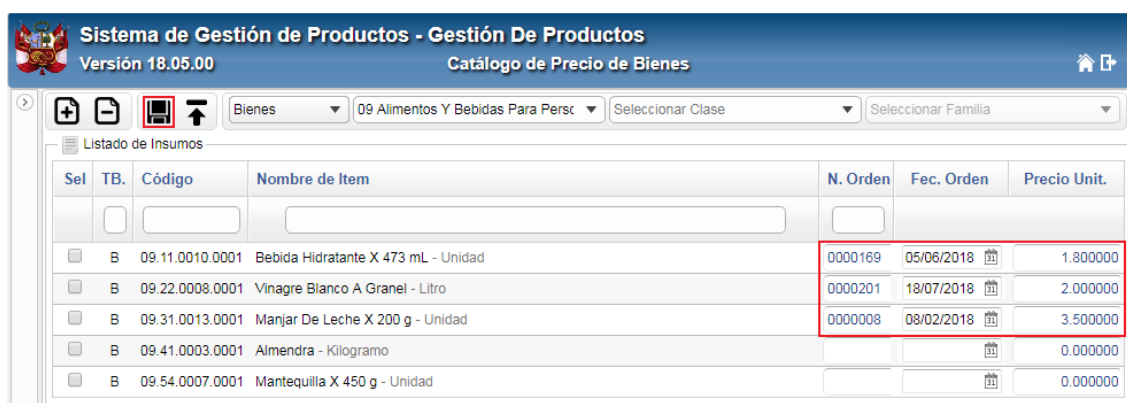 Sistema de Gestión de Productos - Gestión De Productos
Versión 18.05.00 Catálogo de Precio de Bienes
Bienes 09 Alimentos Y Bebidas Para Persc Seleccionar Clase Seleccionar Familia
Listado de Insumos
Sel TB. Código Nombre de Item N. Orden Fec. Orden Precio Unit.
B 09.11.0010.0001 Bebida Hidratante X 473 mL - Unidad 0000169 05/06/2018 31 1.800000
B 09.22.0008.0001 Vinagre Blanco A Granel - Litro 0000201 18/07/2018 31 2.000000
B 09.31.0013.0001 Manjar De Leche X 200 g - Unidad 0000008 08/02/2018 31 3.500000
B 09.41.0003.0001 Almendra - Kilogramo 31 0.000000
B 09.54.0007.0001 Mantequilla X 450 g - Unidad 31 0.000000